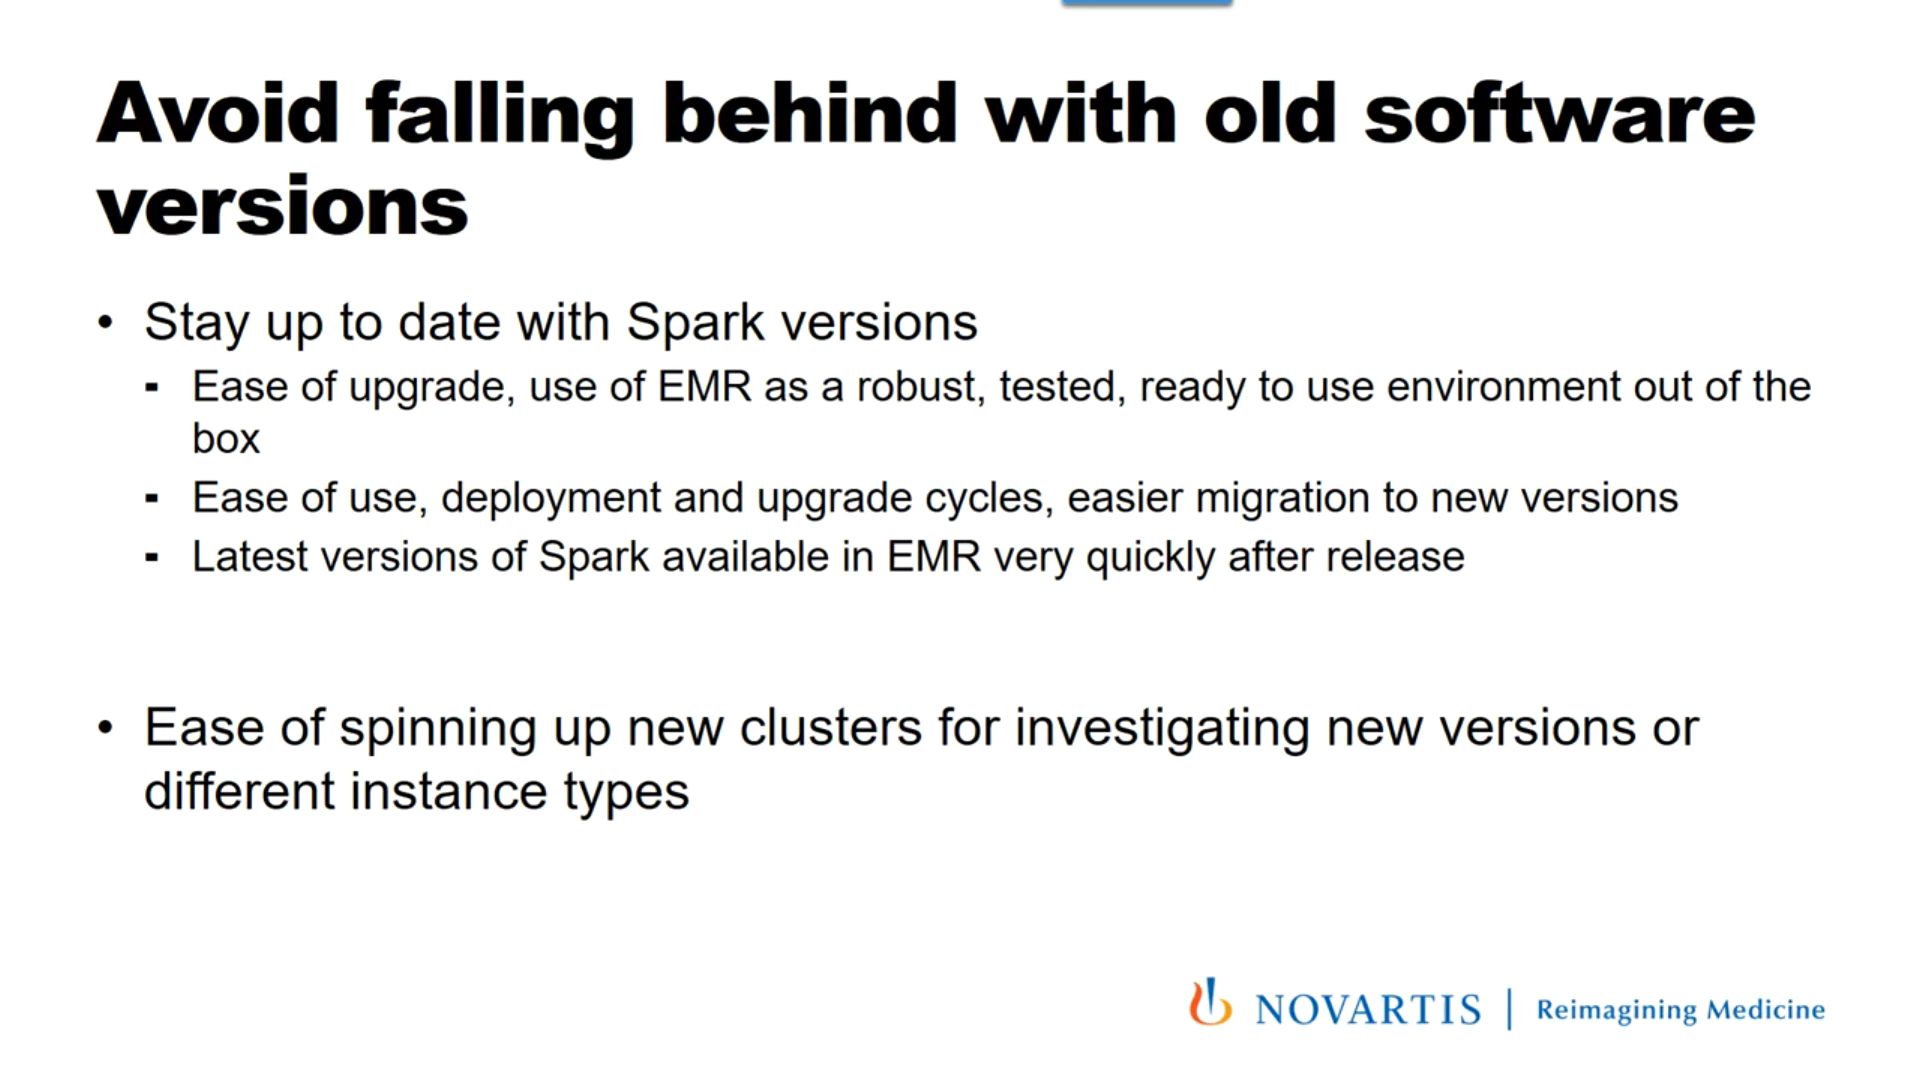 Avoid falling behind with old software
versions
• Stay up to date with Spark versions
- Ease of upgrade, use of EMR as a robust, tested, ready to use environment out of the
box
- Ease of use, deployment and upgrade cycles, easier migration to new versions
- Latest versions of Spark available in EMR very quickly after release
• Ease of spinning up new clusters for investigating new versions or
different instance types
NOVARTIS | Reimagining Medicine